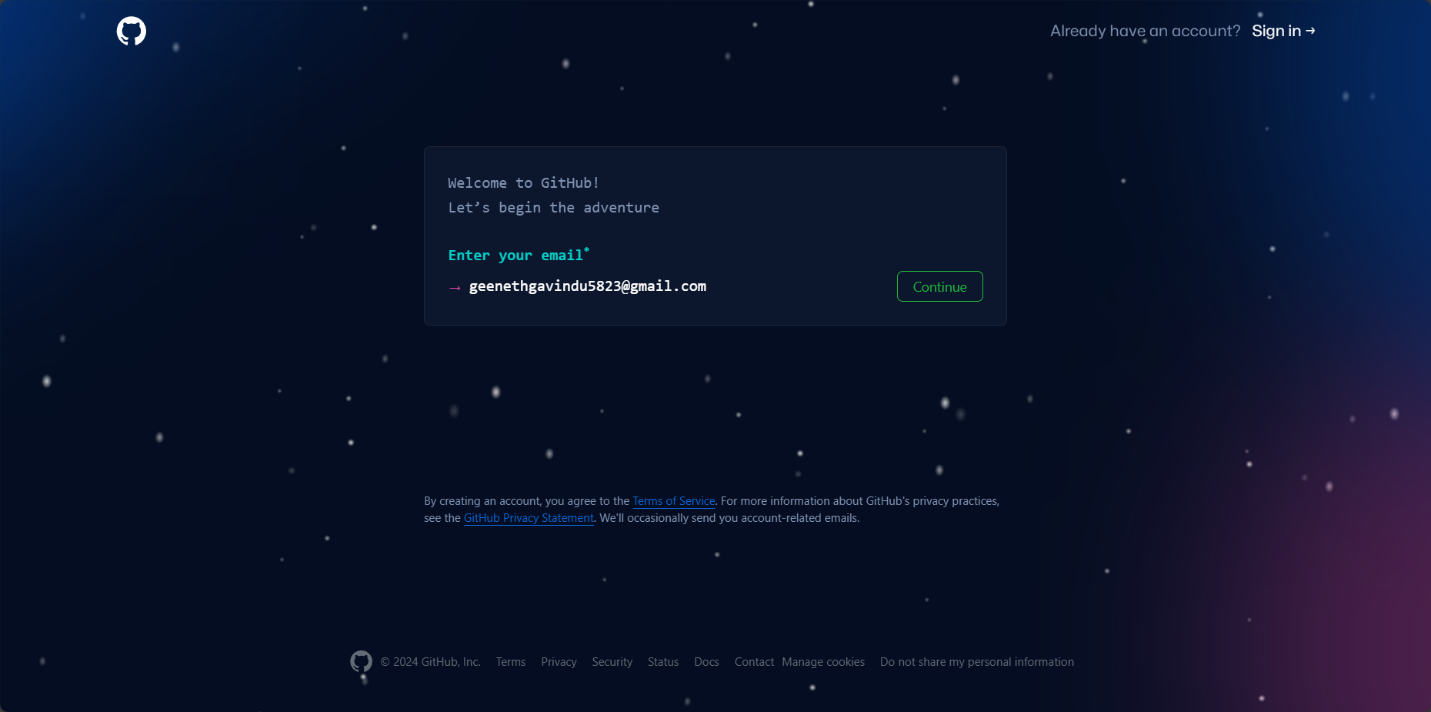 Already have an account? Sign in →
Welcome to GitHub!
Let’s begin the adventure
Enter your email*
→ geenethgavindu5823@gmail.com
Continue
By creating an account, you agree to the Terms of Service. For more information about GitHub's privacy practices,
see the GitHub Privacy Statement. We'll occasionally send you account-related emails.
© 2024 GitHub, Inc. Terms Privacy Security Status Docs Contact Manage cookies Do not share my personal information